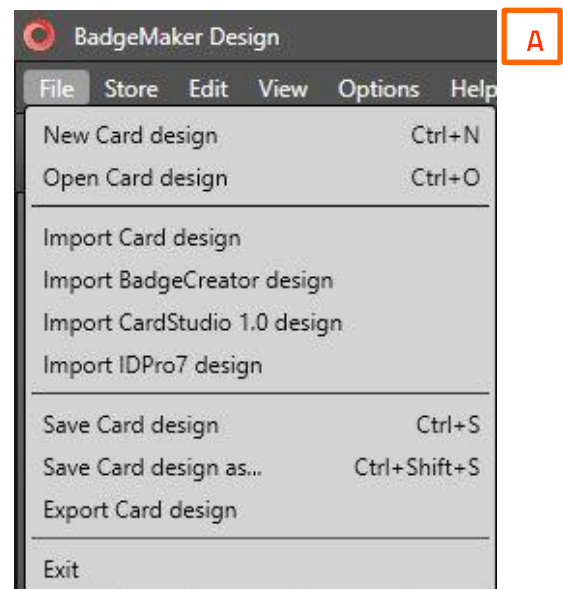 BadgeMaker Design
A
File Store Edit View Options Help
New Card design Ctrl+N
Open Card design Ctrl+O
Import Card design
Import BadgeCreator design
Import CardStudio 1.0 design
Import IDPro7 design
Save Card design Ctrl+S
Save Card design as... Ctrl+Shift+S
Export Card design
Exit